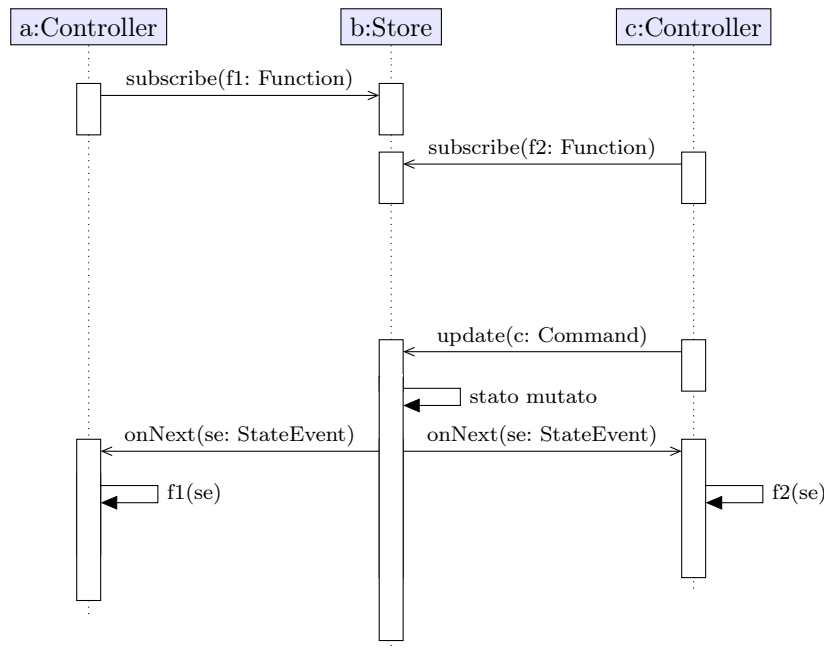 a:Controller
b:Store
c:Controller
subscribe(f1: Function)
subscribe(f2: Function)
update(c: Command)
stato mutato
onNext(se: StateEvent)
onNext(se: StateEvent)
f1(se)
f2(se)